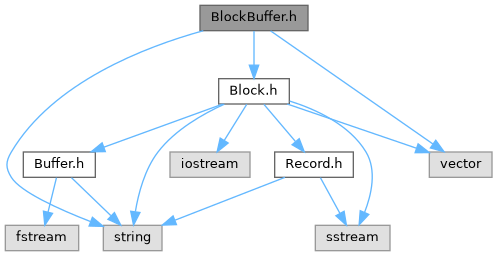 BlockBuffer.h
Block.h
Buffer.h
iostream
Record.h
vector
fstream
string
sstream